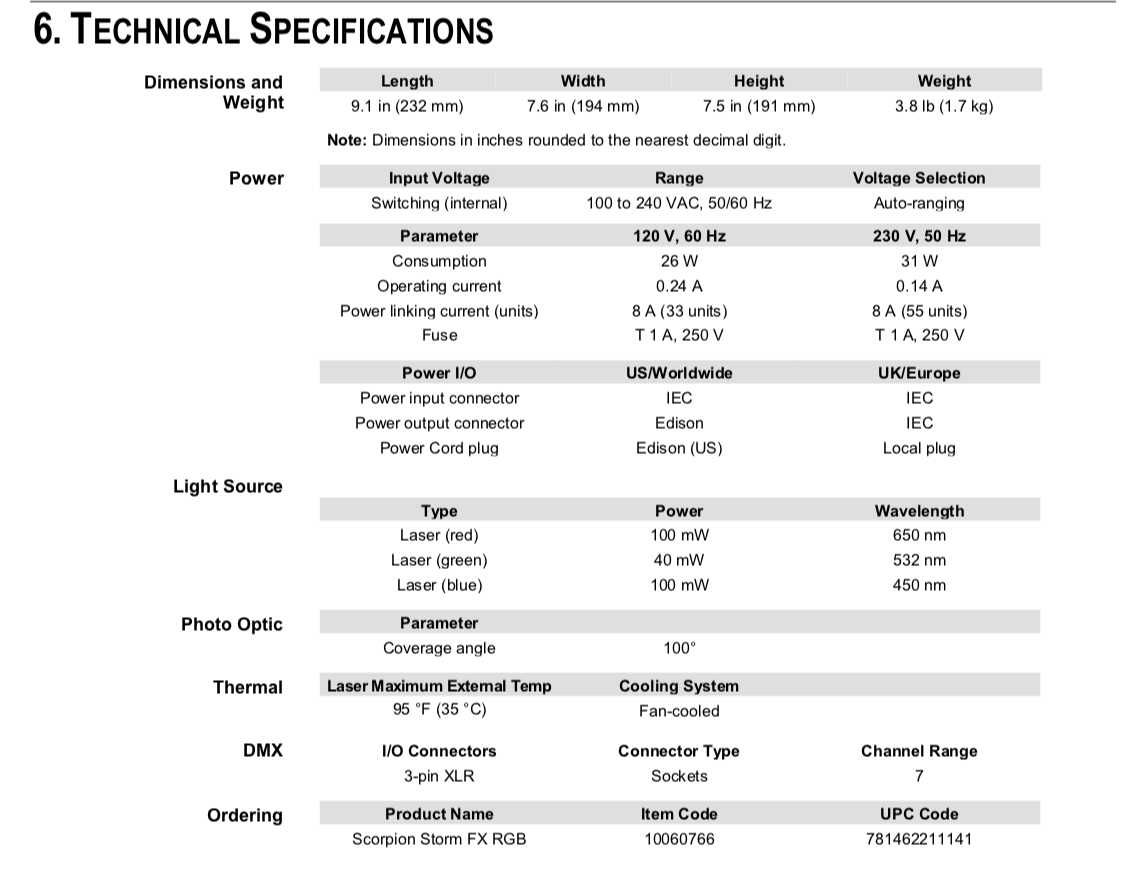 6. TECHNICAL SPECIFICATIONS
Dimensions and Weight
Length Width Height Weight
9.1 in (232 mm) 7.6 in (194 mm) 7.5 in (191 mm) 3.8 lb (1.7 kg)
Note: Dimensions in inches rounded to the nearest decimal digit.
Power
Input Voltage Range Voltage Selection
Switching (internal) 100 to 240 VAC, 50/60 Hz Auto-ranging
Parameter 120 V, 60 Hz 230 V, 50 Hz
Consumption 26 W 31 W
Operating current 0.24 A 0.14 A
Power linking current (units) 8 A (33 units) 8 A (55 units)
Fuse T 1 A, 250 V T 1 A, 250 V
Power I/O US/Worldwide UK/Europe
Power input connector IEC IEC
Power output connector Edison IEC
Power Cord plug Edison (US) Local plug
Light Source
Type Power Wavelength
Laser (red) 100 mW 650 nm
Laser (green) 40 mW 532 nm
Laser (blue) 100 mW 450 nm
Photo Optic
Parameter
Coverage angle 100°
Thermal
Laser Maximum External Temp Cooling System
95 °F (35 °C) Fan-cooled
DMX
I/O Connectors Connector Type Channel Range
3-pin XLR Sockets 7
Ordering
Product Name Item Code UPC Code
Scorpion Storm FX RGB 10060766 781462211141